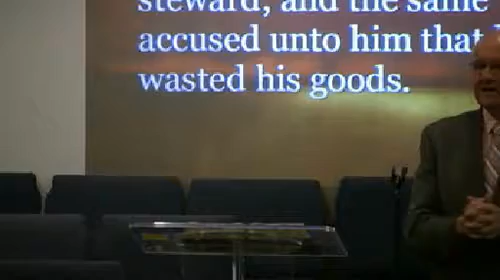 steward; and the same
accused unto him that
wasted his goods.